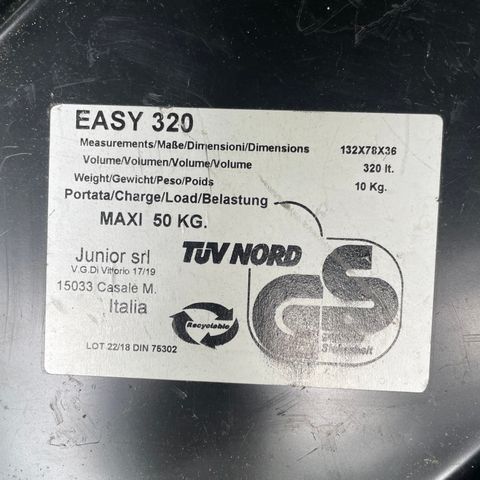 EASY 320
Measurements/Maße/Dimensioni/Dimensions 132X78X36
Volume/Volumen/Volume/Volume 320 lt.
Weight/Gewicht/Peso/Poids 10 Kg.
Portata/Charge/Load/Belastung
MAXI 50 KG.
Junior srl
V.G.Di Vittorio 17/19
15033 Casale M.
Italia
TÜV NORD
GS
Sicherheit
Recyclable
LOT 22/18 DIN 75302